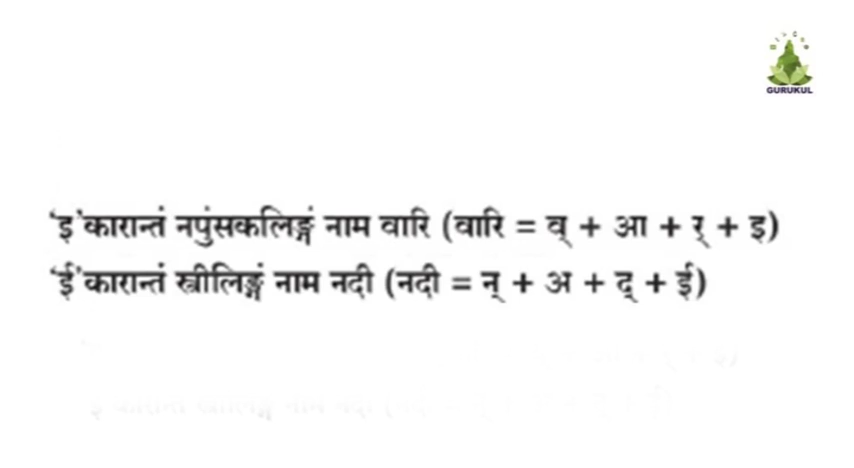 GURUKUL
‘इ’कारान्तं नपुंसकलिङ्गं नाम वारि (वारि = व् + आ + र् + इ)
‘ई’कारान्तं स्त्रीलिङ्गं नाम नदी (नदी = न् + अ + द् + ई)